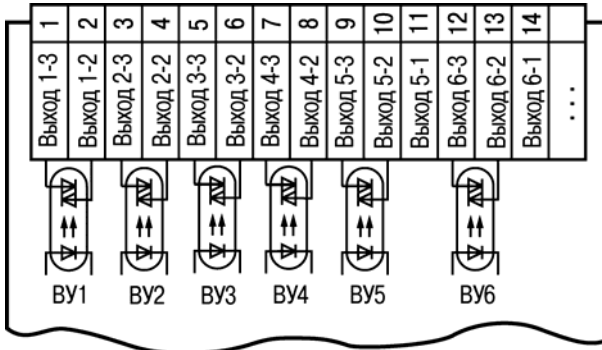 1 2 3 4 5 6 7 8 9 10 11 12 13 14
Выход 1-3
Выход 1-2
Выход 2-3
Выход 2-2
Выход 3-3
Выход 3-2
Выход 4-3
Выход 4-2
Выход 5-3
Выход 5-2
Выход 5-1
Выход 6-3
Выход 6-2
Выход 6-1
...
ВУ1 ВУ2 ВУ3 ВУ4 ВУ5 ВУ6